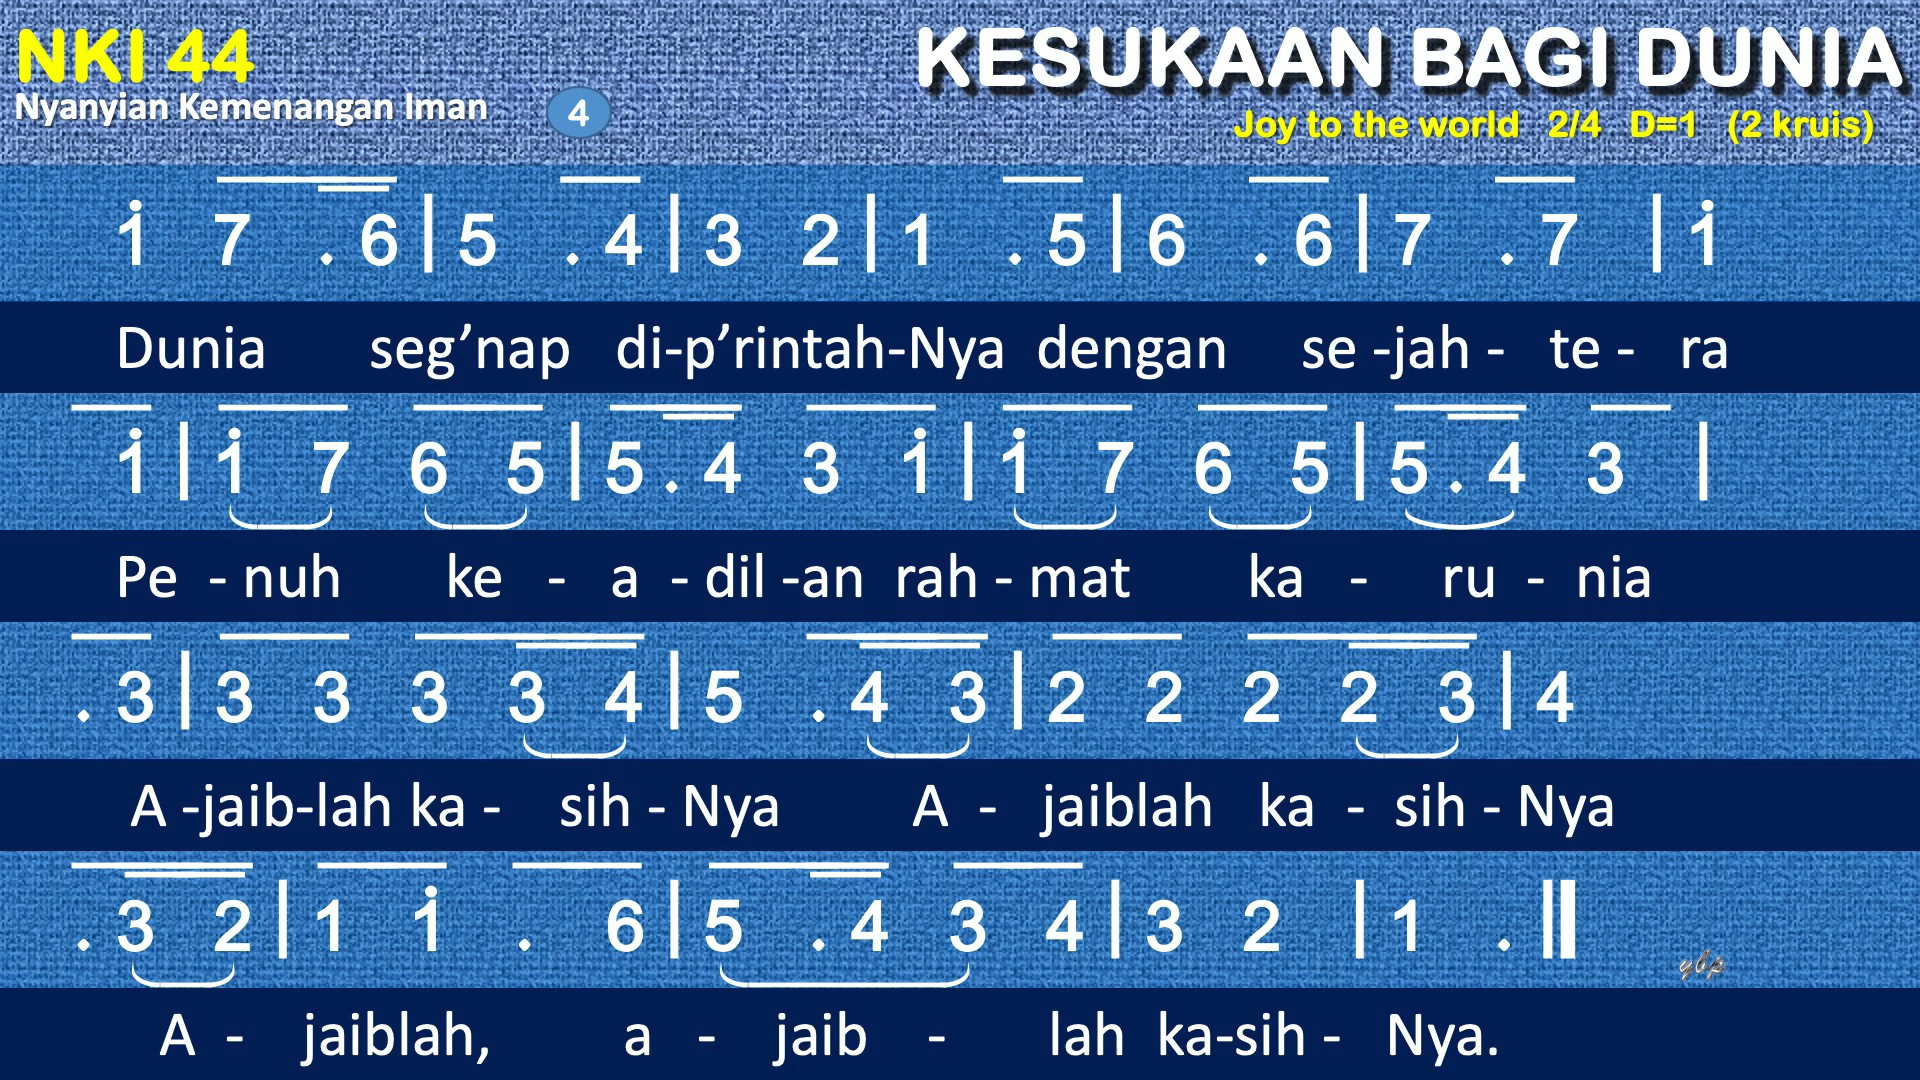 NKI 44
KESUKAAN BAGI DUNIA
Nyanyian Kemenangan Iman
4
Joy to the world 2/4 D=1 (2 kruis)
1̇ 7 . 6 | 5 . 4 | 3 2 | 1 . 5 | 6 . 6 | 7 . 7 | 1̇
Dunia seg’nap di-p’rintah-Nya dengan se -jah - te - ra
1̇ | 1̇ 7 6 5 | 5 . 4 3 1̇ | 1̇ 7 6 5 | 5 . 4 3 |
Pe - nuh ke - a - dil -an rah - mat ka - ru - nia
. 3 | 3 3 3 3 4 | 5 . 4 3 | 2 2 2 2 3 | 4
A -jaib-lah ka - sih - Nya A - jaiblah ka - sih - Nya
. 3 2 | 1 1̇ . 6 | 5 . 4 3 4 | 3 2 | 1 . ||
ybp
A - jaiblah, a - jaib - lah ka-sih - Nya.